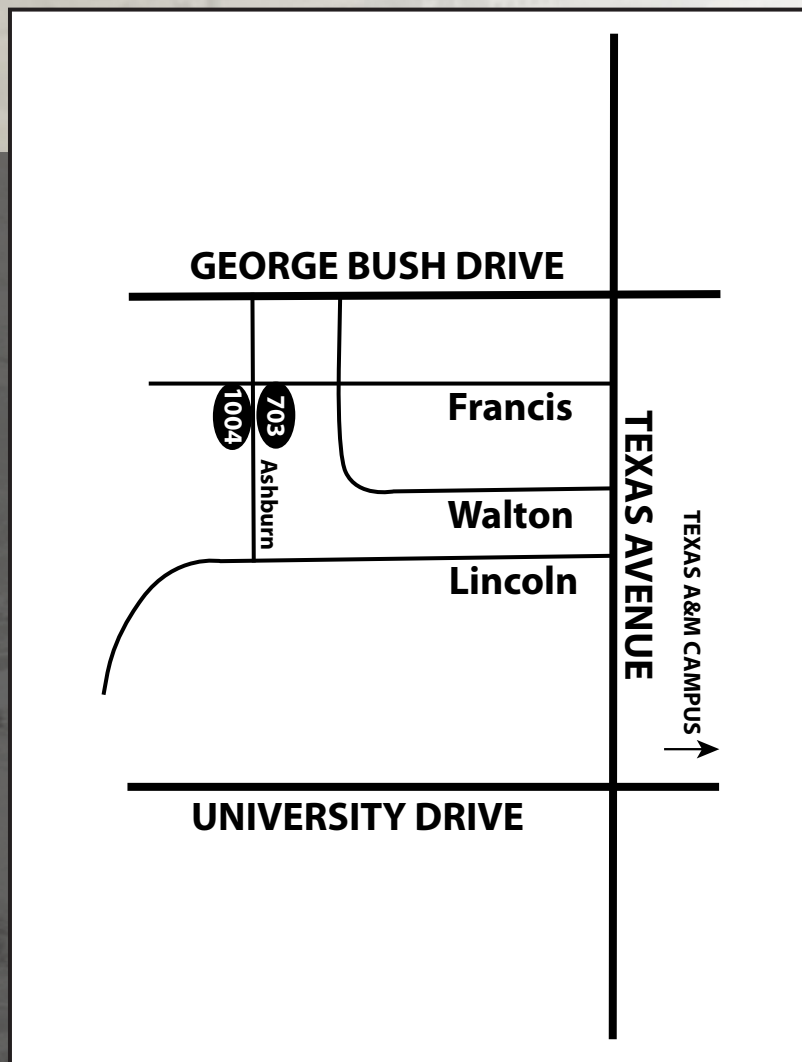 GEORGE BUSH DRIVE
1004
703
Francis
Ashburn
Walton
Lincoln
TEXAS AVENUE
TEXAS A&M CAMPUS
UNIVERSITY DRIVE